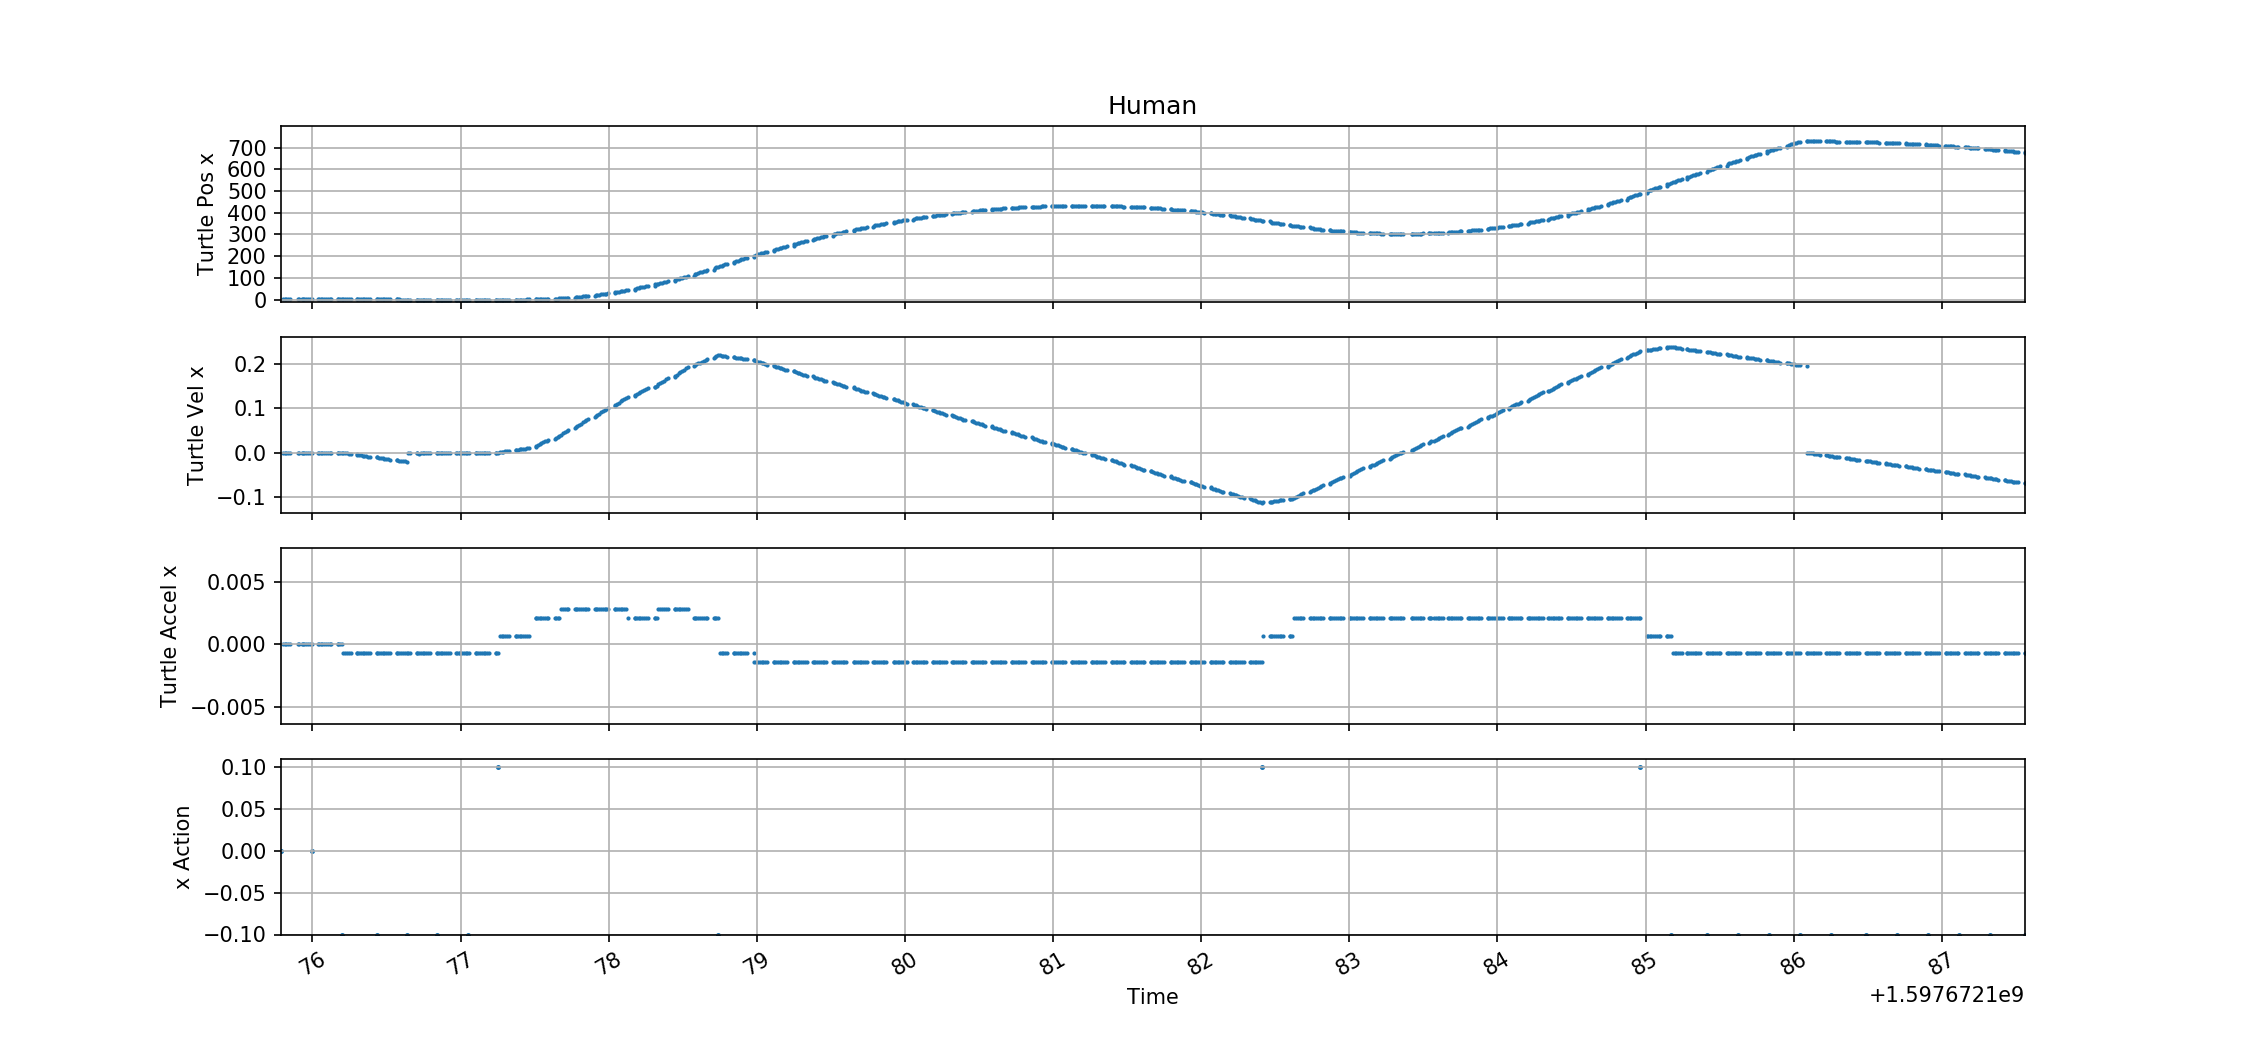 Human
Turtle Pos x
700
600
500
400
300
200
100
0
Turtle Vel x
0.2
0.1
0.0
−0.1
Turtle Accel x
0.005
0.000
−0.005
x Action
0.10
0.05
0.00
−0.05
−0.10
76 77 78 79 80 81 82 83 84 85 86 87
Time
+1.5976721e9